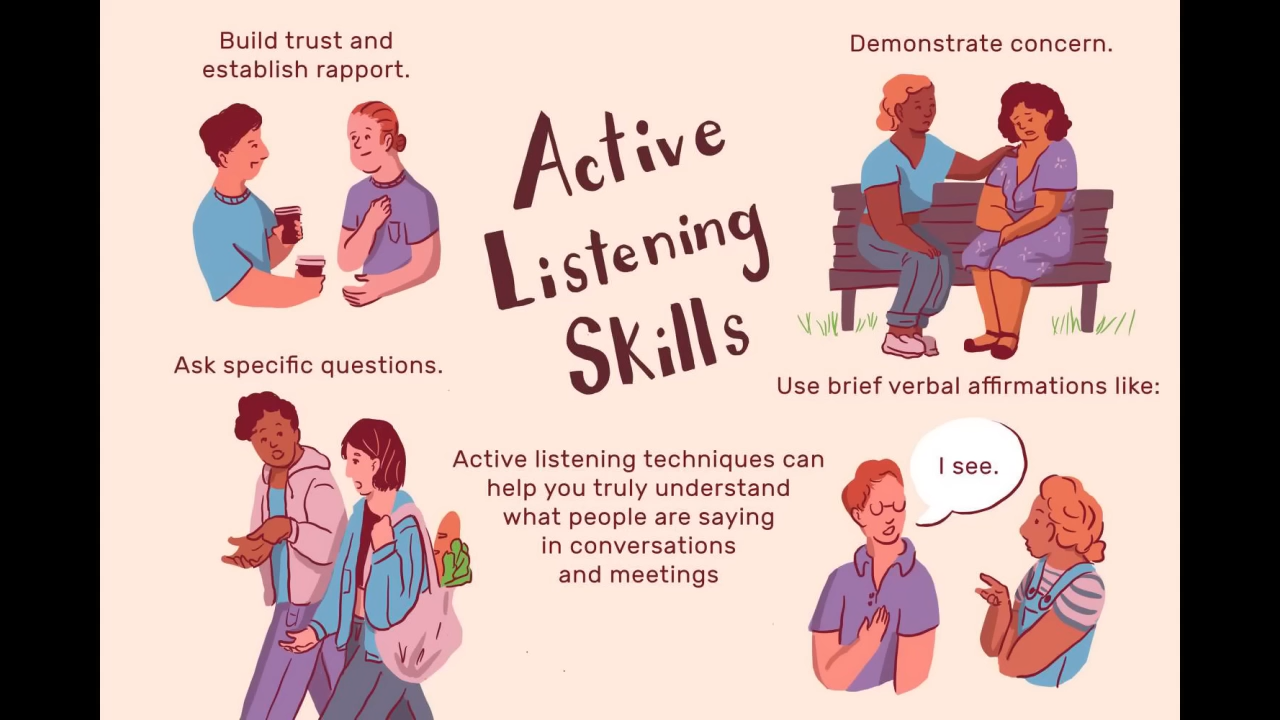 Build trust and
establish rapport.
Demonstrate concern.
Active
Listening
Skills
Ask specific questions.
Use brief verbal affirmations like:
I see.
Active listening techniques can
help you truly understand
what people are saying
in conversations
and meetings